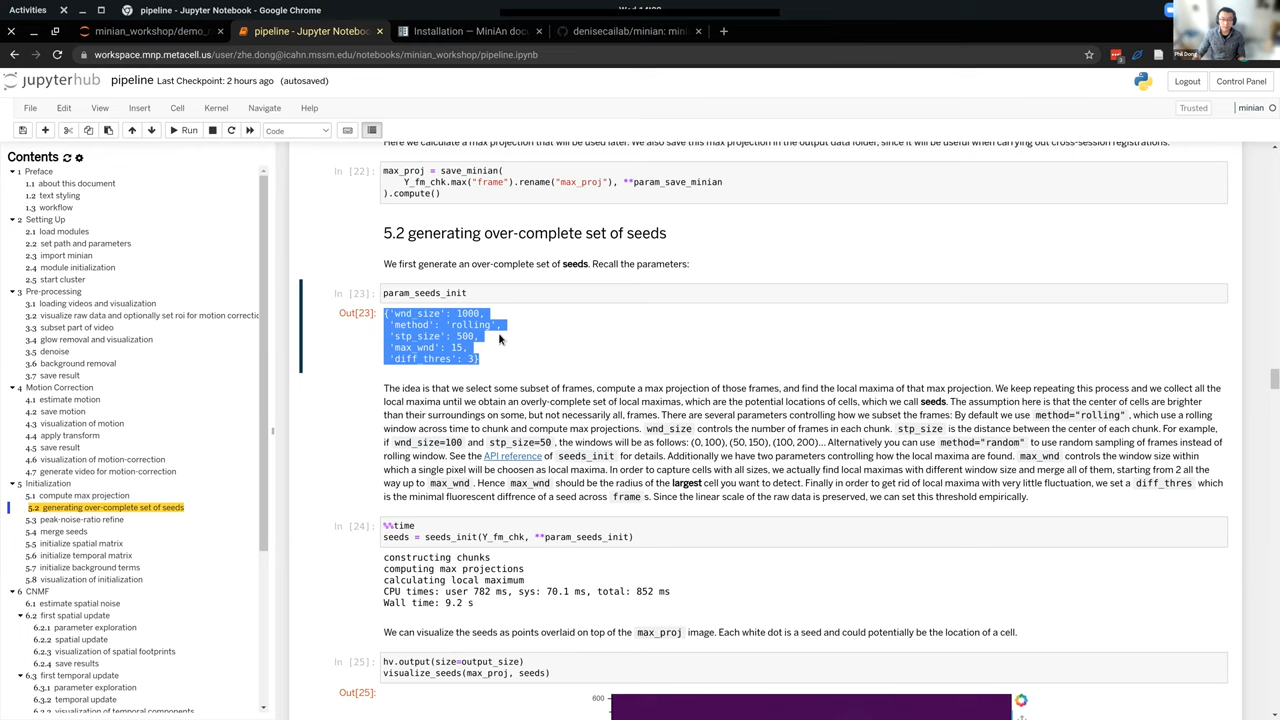 Activities
pipeline - Jupyter Notebook - Google Chrome
minian_workshop/demo_
pipeline - Jupyter Notebook
Installation — MiniAn docu
denisecailab/minian: mini
workspace.mnp.metacell.us/user/zhe.dong@icahn.mssm.edu/notebooks/minian_workshop/pipeline.ipynb
Phil Dong
jupyterhub
pipeline Last Checkpoint: 2 hours ago (autosaved)
Logout
Control Panel
File Edit View Insert Cell Kernel Navigate Help
Trusted
minian
Run
Code
Contents
1 Preface
1.1 about this document
1.2 text styling
1.3 workflow
2 Setting Up
2.1 load modules
2.2 set path and parameters
2.3 import minian
2.4 module initialization
2.5 start cluster
3 Pre-processing
3.1 loading videos and visualization
3.2 visualize raw data and optionally set roi for motion correctio
3.3 subset part of video
3.4 glow removal and visualization
3.5 denoise
3.6 background removal
3.7 save result
4 Motion Correction
4.1 estimate motion
4.2 save motion
4.3 visualization of motion
4.4 apply transform
4.5 save result
4.6 visualization of motion-correction
4.7 generate video for motion-correction
5 Initialization
5.1 compute max projection
5.2 generating over-complete set of seeds
5.3 peak-noise-ratio refine
5.4 merge seeds
5.5 initialize spatial matrix
5.6 initialize temporal matrix
5.7 initialize background terms
5.8 visualization of initialization
6 CNMF
6.1 estimate spatial noise
6.2 first spatial update
6.2.1 parameter exploration
6.2.2 spatial update
6.2.3 visualization of spatial footprints
6.2.4 save results
6.3 first temporal update
6.3.1 parameter exploration
6.3.2 temporal update
6.3.3 visualization of temporal components
Here we calculate a max projection that will be used later. We also save this max projection in the output data folder, since it will be useful when carrying out cross-session registrations.
In [22]: max_proj = save_minian(
Y_fm_chk.max("frame").rename("max_proj"), **param_save_minian
).compute()
5.2 generating over-complete set of seeds
We first generate an over-complete set of seeds. Recall the parameters:
In [23]: param_seeds_init
Out[23]: {'wnd_size': 1000,
'method': 'rolling',
'stp_size': 500,
'max_wnd': 15,
'diff_thres': 3}
The idea is that we select some subset of frames, compute a max projection of those frames, and find the local maxima of that max projection. We keep repeating this process and we collect all the
local maxima until we obtain an overly-complete set of local maximas, which are the potential locations of cells, which we call seeds. The assumption here is that the center of cells are brighter
than their surroundings on some, but not necessarily all, frames. There are several parameters controlling how we subset the frames: By default we use method="rolling", which use a rolling
window across time to chunk and compute max projections. wnd_size controls the number of frames in each chunk. stp_size is the distance between the center of each chunk. For example,
if wnd_size=100 and stp_size=50, the windows will be as follows: (0, 100), (50, 150), (100, 200)... Alternatively you can use method="random" to use random sampling of frames instead of
rolling window. See the API reference of seeds_init for details. Additionally we have two parameters controlling how the local maxima are found. max_wnd controls the window size within
which a single pixel will be choosen as local maxima. In order to capture cells with all sizes, we actually find local maximas with different window size and merge all of them, starting from 2 all the
way up to max_wnd. Hence max_wnd should be the radius of the largest cell you want to detect. Finally in order to get rid of local maxima with very little fluctuation, we set a diff_thres which
is the minimal fluorescent diffrence of a seed across frame s. Since the linear scale of the raw data is preserved, we can set this threshold empirically.
In [24]: %%time
seeds = seeds_init(Y_fm_chk, **param_seeds_init)
constructing chunks
computing max projections
calculating local maximum
CPU times: user 782 ms, sys: 70.1 ms, total: 852 ms
Wall time: 9.2 s
We can visualize the seeds as points overlaid on top of the max_proj image. Each white dot is a seed and could potentially be the location of a cell.
In [25]: hv.output(size=output_size)
visualize_seeds(max_proj, seeds)
Out[25]:
600